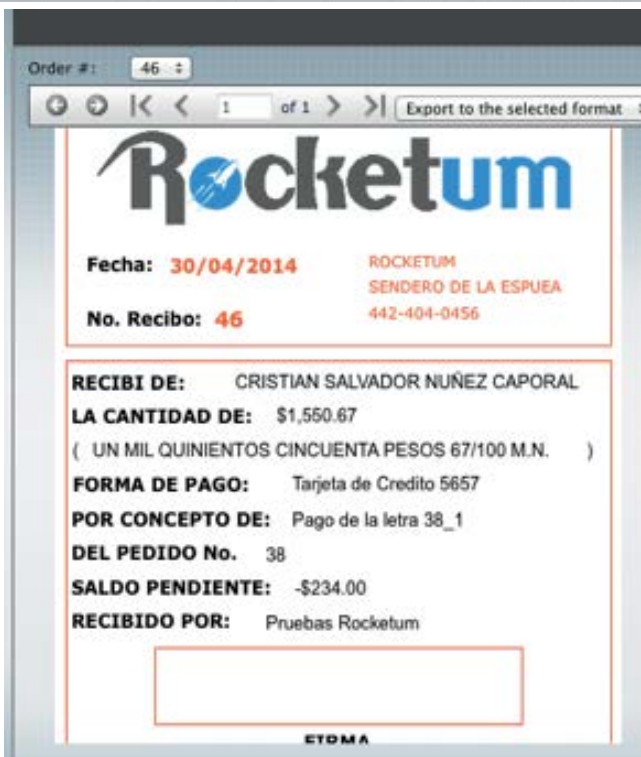 Order #: 46
1 of 1 Export to the selected format
Rocketum
Fecha: 30/04/2014
ROCKETUM
SENDERO DE LA ESPUEA
No. Recibo: 46
442-404-0456
RECIBI DE: CRISTIAN SALVADOR NUÑEZ CAPORAL
LA CANTIDAD DE: $1,550.67
( UN MIL QUINIENTOS CINCUENTA PESOS 67/100 M.N. )
FORMA DE PAGO: Tarjeta de Credito 5657
POR CONCEPTO DE: Pago de la letra 38_1
DEL PEDIDO No. 38
SALDO PENDIENTE: -$234.00
RECIBIDO POR: Pruebas Rocketum
FIRMA